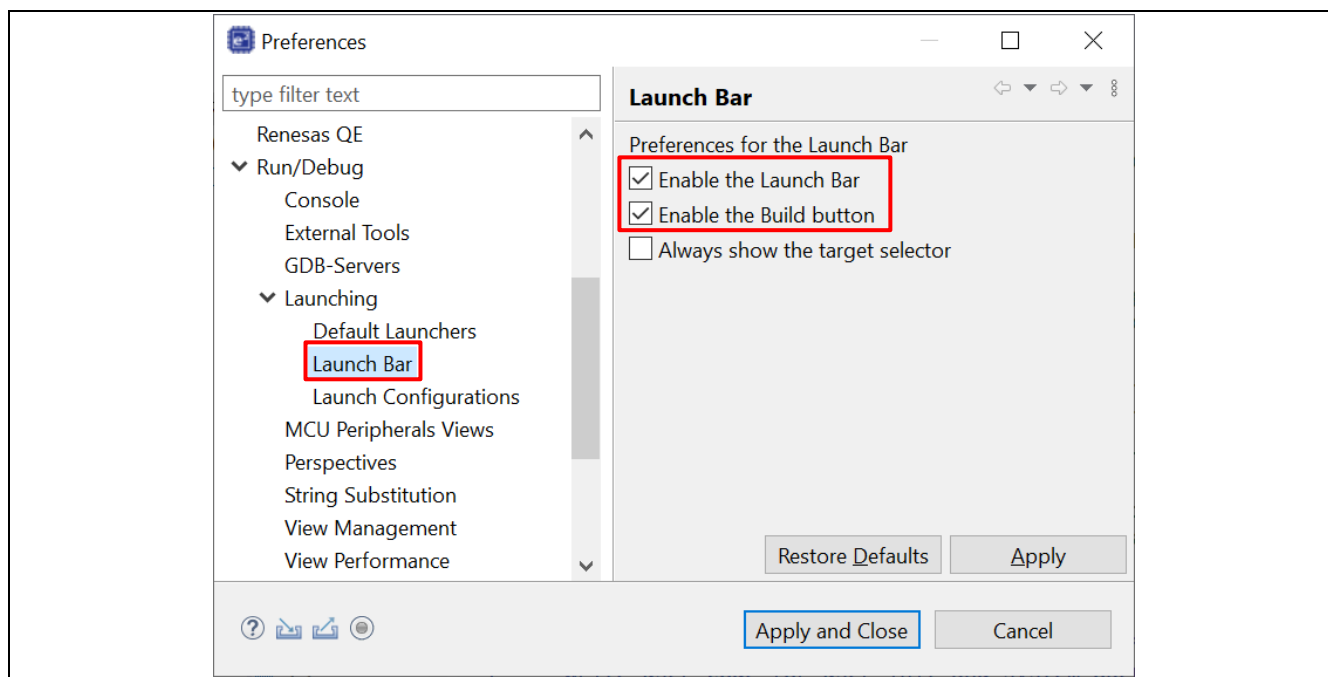 Preferences
type filter text
Renesas QE
Run/Debug
Console
External Tools
GDB-Servers
Launching
Default Launchers
Launch Bar
Launch Configurations
MCU Peripherals Views
Perspectives
String Substitution
View Management
View Performance
Launch Bar
Preferences for the Launch Bar
Enable the Launch Bar
Enable the Build button
Always show the target selector
Restore Defaults
Apply
Apply and Close
Cancel